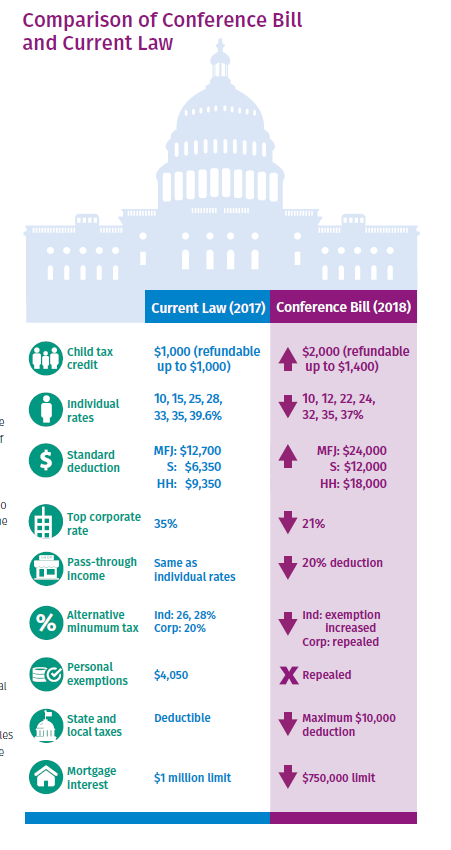 Comparison of Conference Bill
and Current Law
Current Law (2017) Conference Bill (2018)
Child tax
credit
$1,000 (refundable
up to $1,000)
$2,000 (refundable
up to $1,400)
Individual
rates
10, 15, 25, 28,
33, 35, 39.6%
10, 12, 22, 24,
32, 35, 37%
$
Standard
deduction
MFJ: $12,700
S: $6,350
HH: $9,350
MFJ: $24,000
S: $12,000
HH: $18,000
Top corporate
rate
35%
21%
Pass-through
income
Same as
individual rates
20% deduction
%
Alternative
minumum tax
Ind: 26, 28%
Corp: 20%
Ind: exemption
increased
Corp: repealed
Personal
exemptions
$4,050
X Repealed
State and
local taxes
Deductible
Maximum $10,000
deduction
Mortgage
interest
$1 million limit
$750,000 limit